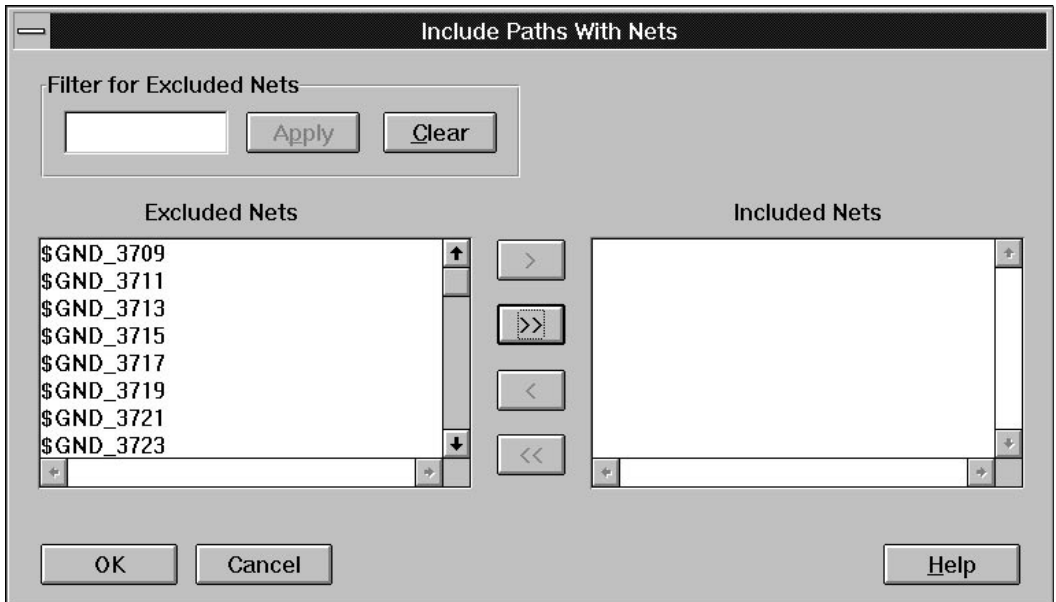 Include Paths With Nets
Filter for Excluded Nets
Apply
Clear
Excluded Nets
Included Nets
$GND_3709
$GND_3711
$GND_3713
$GND_3715
$GND_3717
$GND_3719
$GND_3721
$GND_3723
>
>>
<
<<
OK
Cancel
Help